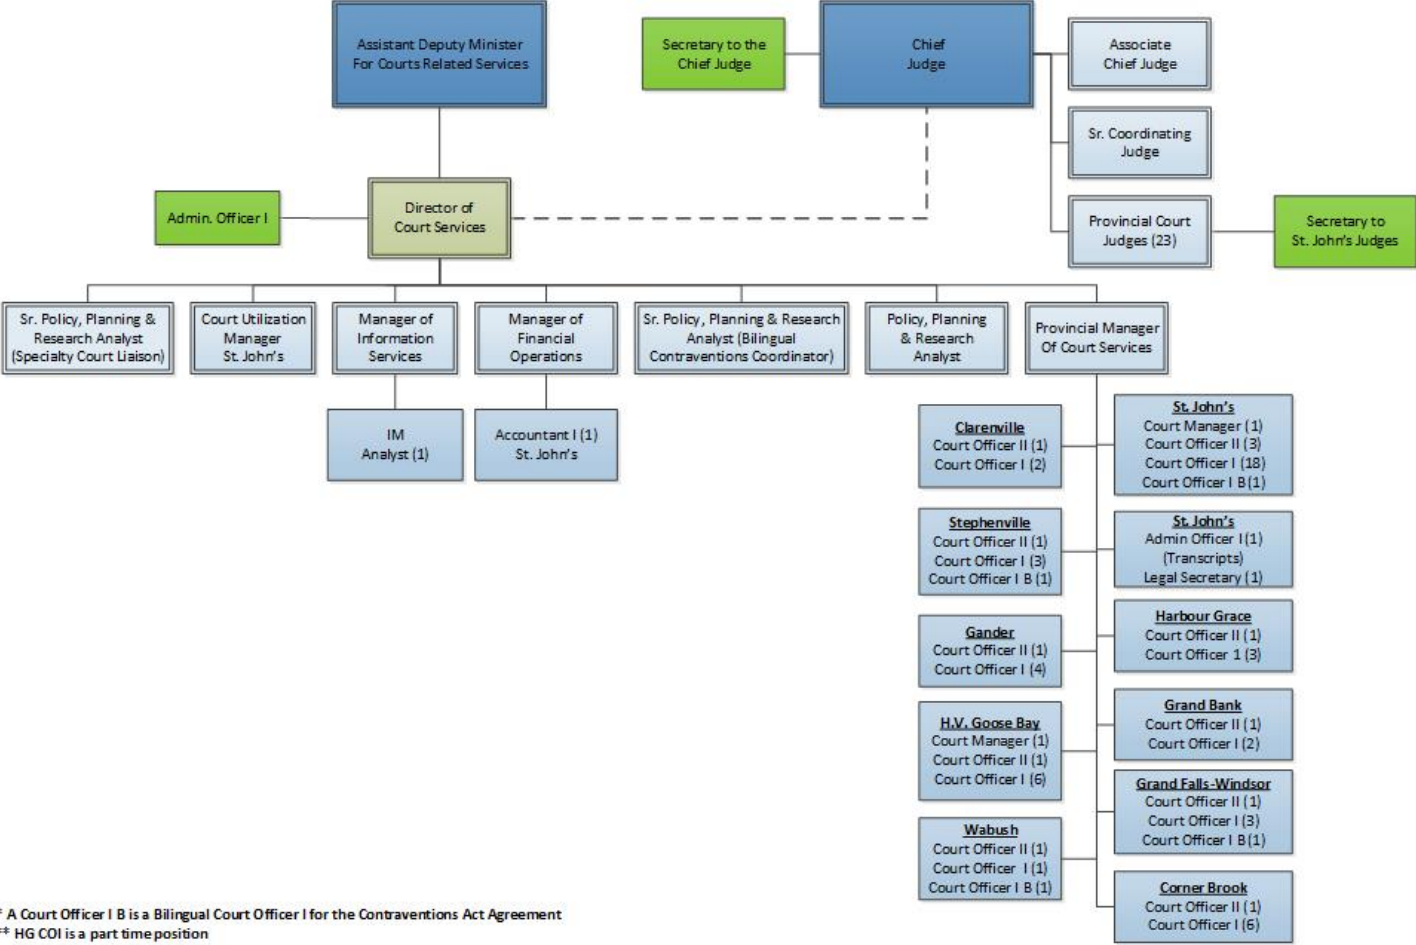 Assistant Deputy Minister
For Courts Related Services
Secretary to the
Chief Judge
Chief
Judge
Associate
Chief Judge
Sr. Coordinating
Judge
Admin. Officer I
Director of
Court Services
Provincial Court
Judges (23)
Secretary to
St. John's Judges
Sr. Policy, Planning &
Research Analyst
(Specialty Court Liaison)
Court Utilization
Manager
St. John's
Manager of
Information
Services
Manager of
Financial
Operations
Sr. Policy, Planning & Research
Analyst (Bilingual
Contraventions Coordinator)
Policy, Planning
& Research
Analyst
Provincial Manager
Of Court Services
IM
Analyst (1)
Accountant I (1)
St. John's
Clarenville
Court Officer II (1)
Court Officer I (2)
St. John's
Court Manager (1)
Court Officer II (3)
Court Officer I (18)
Court Officer I B (1)
Stephenville
Court Officer II (1)
Court Officer I (3)
Court Officer I B (1)
St. John's
Admin Officer I (1)
(Transcripts)
Legal Secretary (1)
Gander
Court Officer II (1)
Court Officer I (4)
Harbour Grace
Court Officer II (1)
Court Officer 1 (3)
H.V. Goose Bay
Court Manager (1)
Court Officer II (1)
Court Officer I (6)
Grand Bank
Court Officer II (1)
Court Officer I (2)
Grand Falls-Windsor
Court Officer II (1)
Court Officer I (3)
Court Officer I B (1)
Wabush
Court Officer II (1)
Court Officer I (1)
Court Officer I B (1)
Corner Brook
Court Officer II (1)
Court Officer I (6)
* A Court Officer I B is a Bilingual Court Officer I for the Contraventions Act Agreement
** HG COI is a part time position